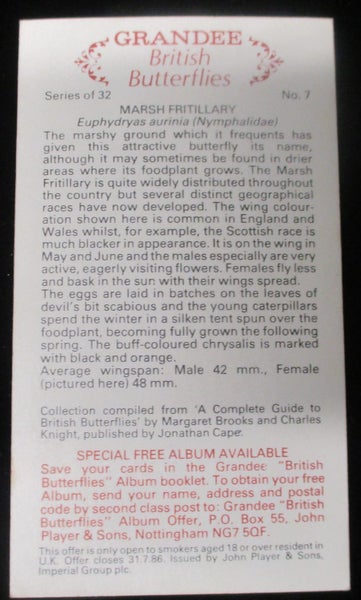 GRANDEE
British
Butterflies
Series of 32 No. 7
MARSH FRITILLARY
Euphydryas aurinia (Nymphalidae)
The marshy ground which it frequents has
given this attractive butterfly its name,
although it may sometimes be found in drier
areas where its foodplant grows. The Marsh
Fritillary is quite widely distributed throughout
the country but several distinct geographical
races have now developed. The wing colour-
ation shown here is common in England and
Wales whilst, for example, the Scottish race is
much blacker in appearance. It is on the wing in
May and June and the males especially are very
active, eagerly visiting flowers. Females fly less
and bask in the sun with their wings spread.
The eggs are laid in batches on the leaves of
devil's bit scabious and the young caterpillars
spend the winter in a silken tent spun over the
foodplant, becoming fully grown the following
spring. The buff-coloured chrysalis is marked
with black and orange.
Average wingspan: Male 42 mm., Female
(pictured here) 48 mm.
Collection compiled from 'A Complete Guide to
British Butterflies' by Margaret Brooks and Charles
Knight, published by Jonathan Cape.
SPECIAL FREE ALBUM AVAILABLE
Save your cards in the Grandee "British
Butterflies" Album booklet. To obtain your free
Album, send your name, address and postal
code by second class post to: Grandee "British
Butterflies" Album Offer, P.O. Box 55, John
Player & Sons, Nottingham NG7 5QF.
This offer is only open to smokers aged 18 or over resident in
U.K. Offer closes 31.7.86. Issued by John Player & Sons,
Imperial Group plc.